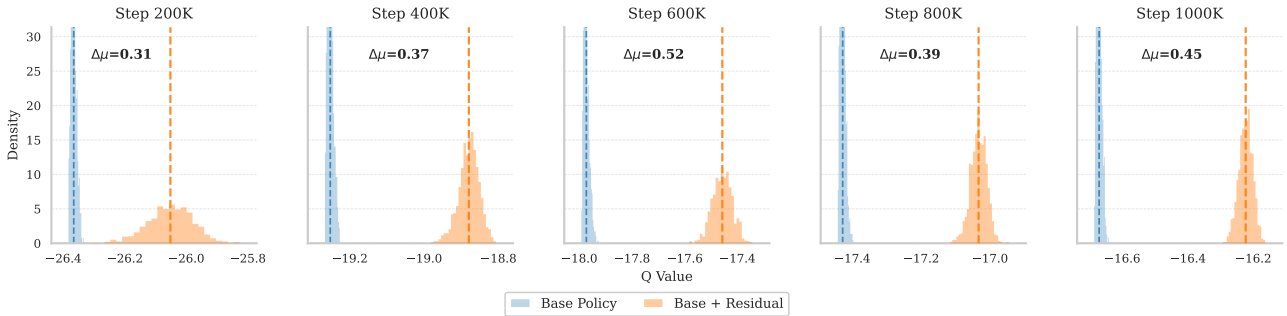 Step 200K
Step 400K
Step 600K
Step 800K
Step 1000K
Density
30
25
20
15
10
5
0
Δμ=0.31
Δμ=0.37
Δμ=0.52
Δμ=0.39
Δμ=0.45
−26.4 −26.2 −26.0 −25.8
−19.2 −19.0 −18.8
−18.0 −17.8 −17.6 −17.4
−17.4 −17.2 −17.0
−16.6 −16.4 −16.2
Q Value
Base Policy
Base + Residual